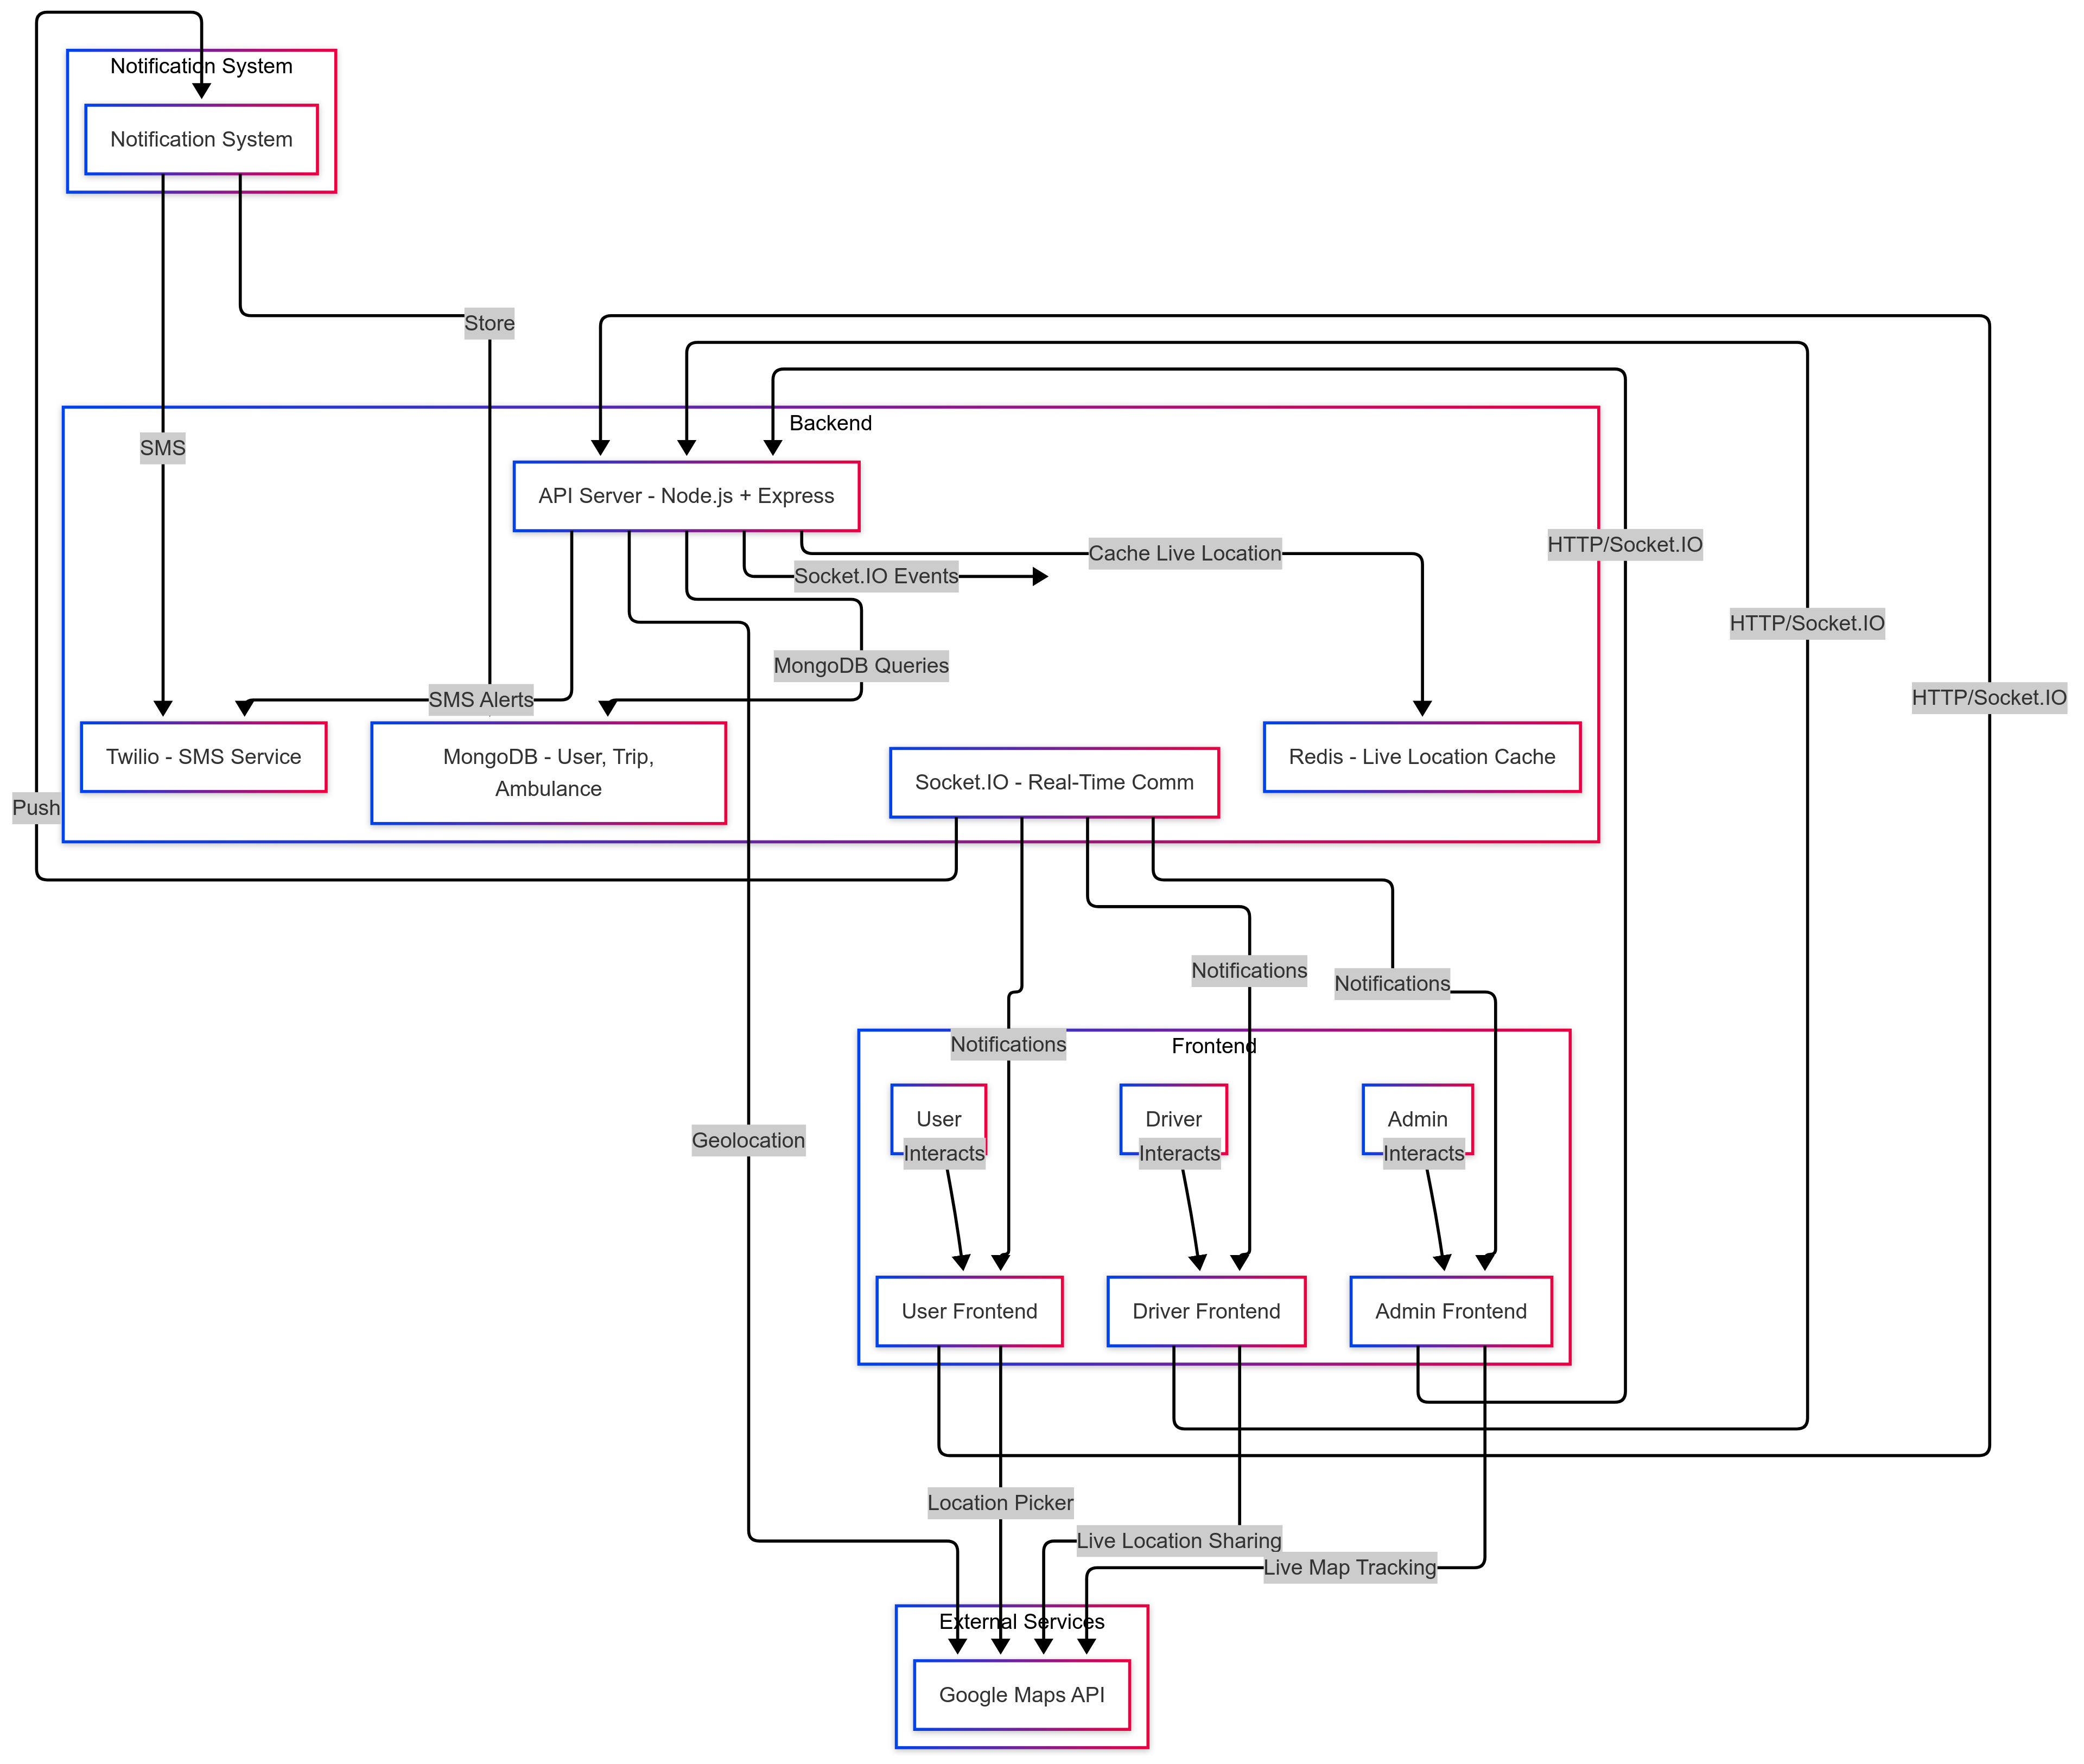 Notification System
Notification System
Store
Backend
SMS
API Server - Node.js + Express
HTTP/Socket.IO
Cache Live Location
Socket.IO Events
HTTP/Socket.IO
MongoDB Queries
HTTP/Socket.IO
SMS Alerts
Twilio - SMS Service
MongoDB - User, Trip,
Ambulance
Socket.IO - Real-Time Comm
Redis - Live Location Cache
Push
Notifications
Notifications
Notifications
Frontend
User
Driver
Admin
Geolocation
Interacts
Interacts
Interacts
User Frontend
Driver Frontend
Admin Frontend
Location Picker
Live Location Sharing
Live Map Tracking
External Services
Google Maps API